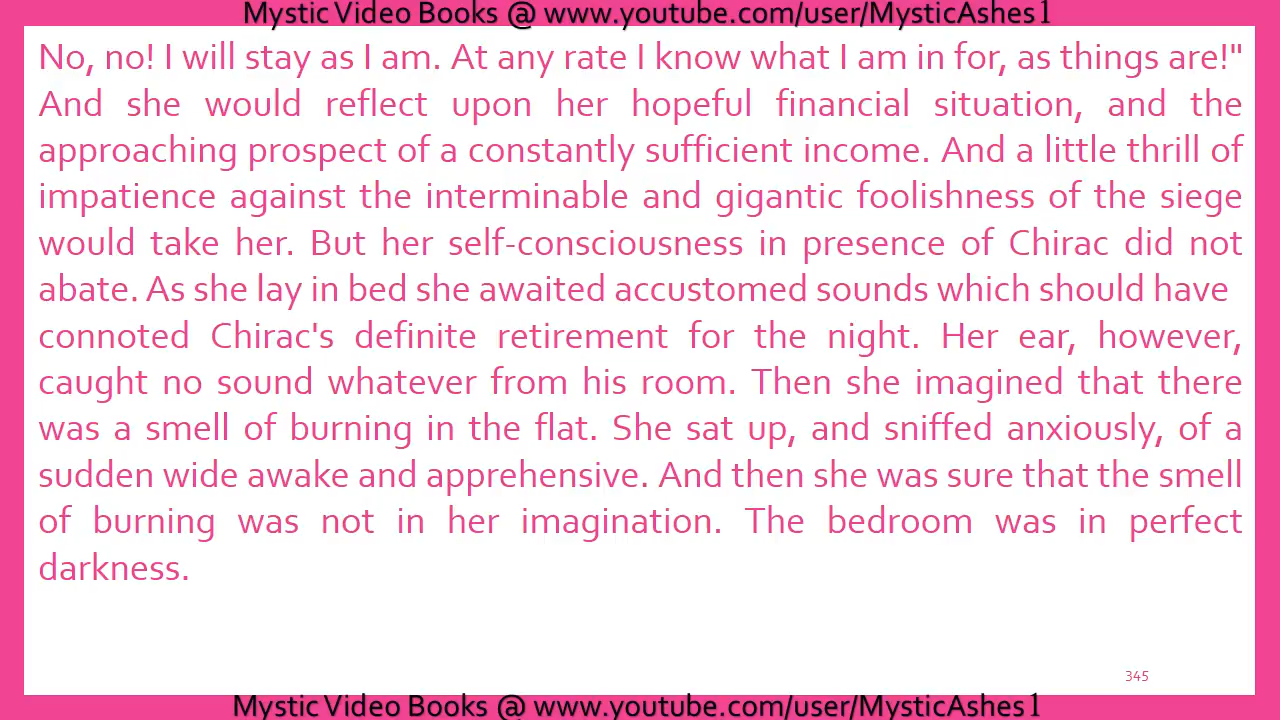 Mystic Video Books @ www.youtube.com/user/MysticAshes1
No, no! I will stay as I am. At any rate I know what I am in for, as things are!"
And she would reflect upon her hopeful financial situation, and the
approaching prospect of a constantly sufficient income. And a little thrill of
impatience against the interminable and gigantic foolishness of the siege
would take her. But her self-consciousness in presence of Chirac did not
abate. As she lay in bed she awaited accustomed sounds which should have
connoted Chirac's definite retirement for the night. Her ear, however,
caught no sound whatever from his room. Then she imagined that there
was a smell of burning in the flat. She sat up, and sniffed anxiously, of a
sudden wide awake and apprehensive. And then she was sure that the smell
of burning was not in her imagination. The bedroom was in perfect
darkness.
345
Mystic Video Books @ www.youtube.com/user/MysticAshes1